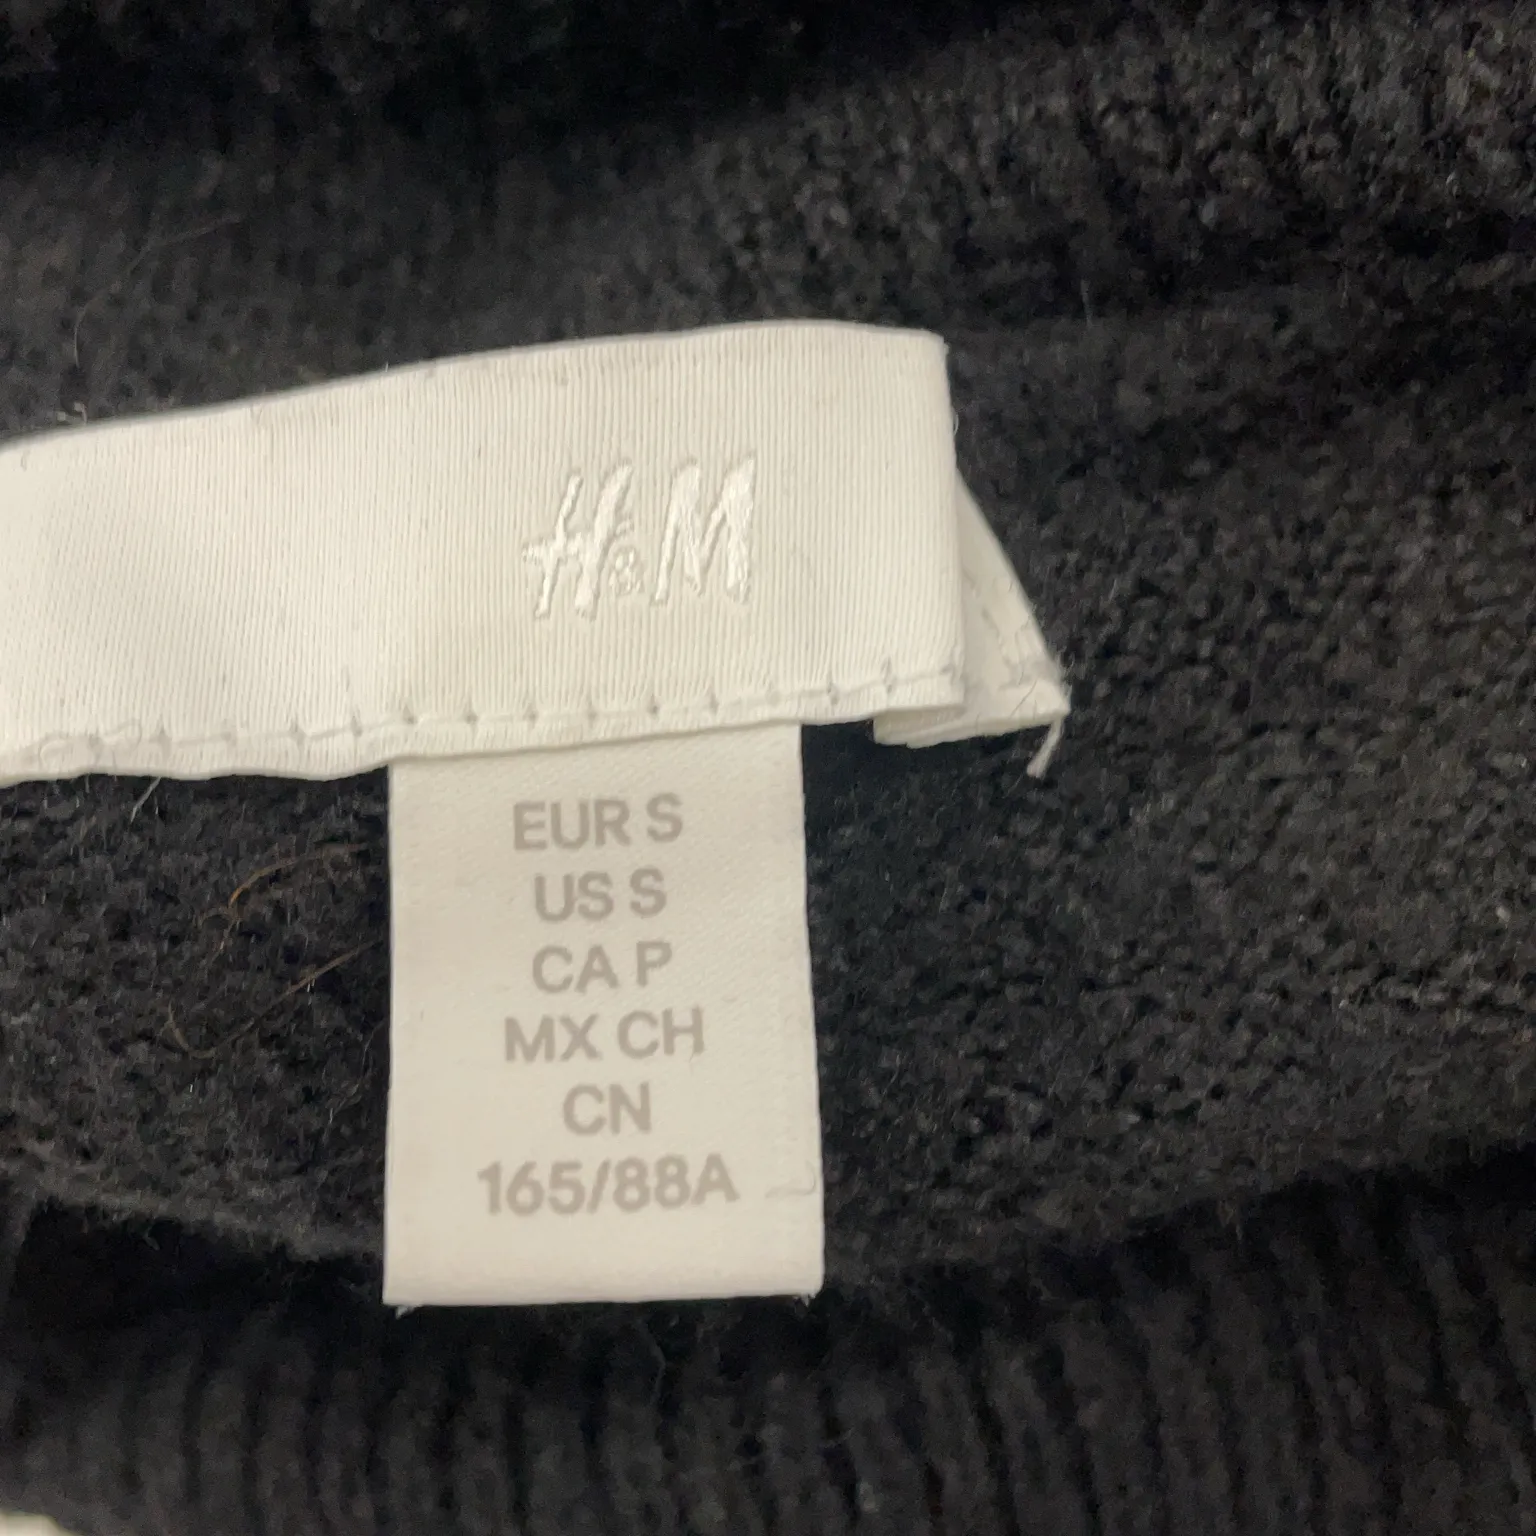 H&M
EUR S
US S
CA P
MX CH
CN
165/88A